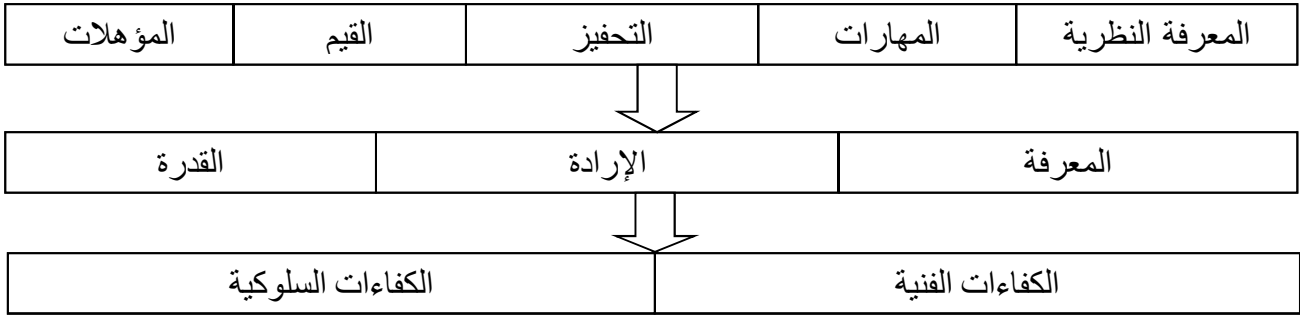 المعرفة النظرية المهارات التحفيز القيم المؤهلات
المعرفة الإرادة القدرة
الكفاءات الفنية الكفاءات السلوكية